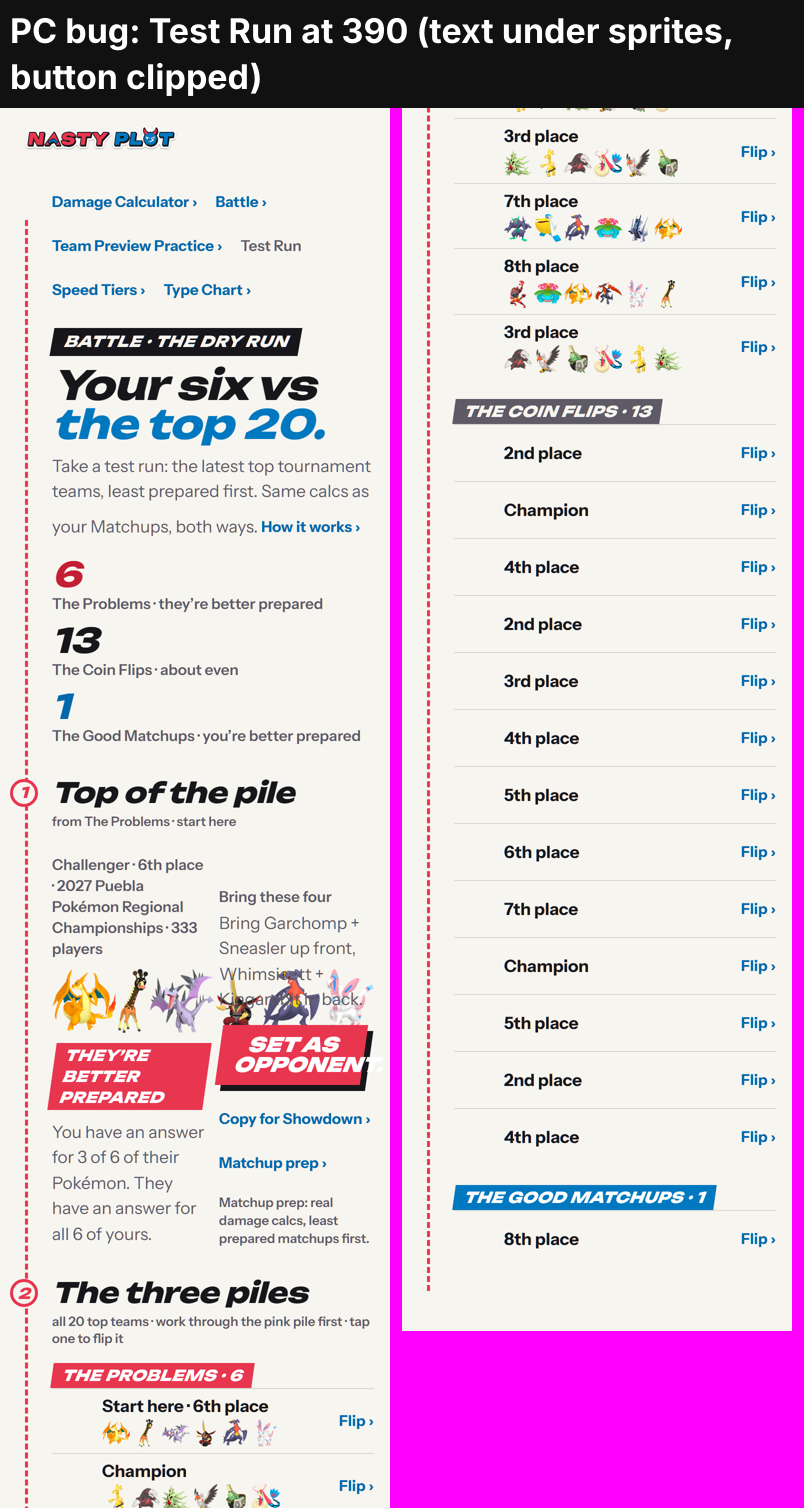 PC bug: Test Run at 390 (text under sprites,
button clipped)
NASTY PLOT
Damage Calculator › Battle ›
Team Preview Practice › Test Run
Speed Tiers › Type Chart ›
BATTLE · THE DRY RUN
Your six vs
the top 20.
Take a test run: the latest top tournament
teams, least prepared first. Same calcs as
your Matchups, both ways. How it works ›
6
The Problems · they’re better prepared
13
The Coin Flips · about even
1
The Good Matchups · you’re better prepared
1 Top of the pile
from The Problems · start here
Challenger · 6th place
· 2027 Puebla
Pokémon Regional
Championships · 333
players
THEY’RE
BETTER
PREPARED
You have an answer
for 3 of 6 of their
Pokémon. They
have an answer for
all 6 of yours.
Bring these four
Bring Garchomp +
Sneasler up front,
Whimsicott +
back.
SET AS
OPPONENT.
Copy for Showdown ›
Matchup prep ›
Matchup prep: real
damage calcs, least
prepared matchups first.
2 The three piles
all 20 top teams · work through the pink pile first · tap
one to flip it
THE PROBLEMS · 6
Start here · 6th place
Flip ›
Champion
Flip ›
3rd place
Flip ›
7th place
Flip ›
8th place
Flip ›
3rd place
Flip ›
THE COIN FLIPS · 13
2nd place Flip ›
Champion Flip ›
4th place Flip ›
2nd place Flip ›
3rd place Flip ›
4th place Flip ›
5th place Flip ›
6th place Flip ›
7th place Flip ›
Champion Flip ›
5th place Flip ›
2nd place Flip ›
4th place Flip ›
THE GOOD MATCHUPS · 1
8th place Flip ›